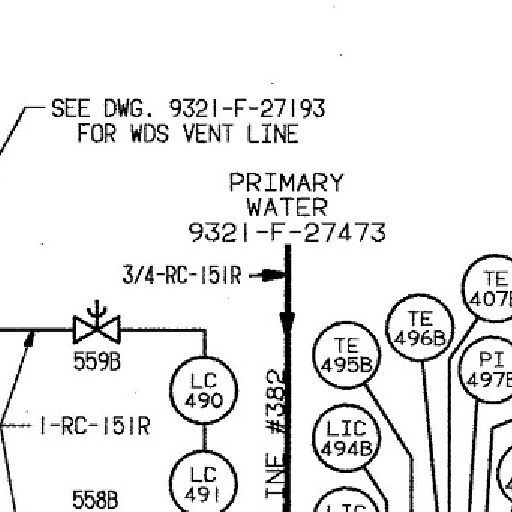 SEE DWG. 9321-F-27193
FOR WDS VENT LINE
PRIMARY
WATER
9321-F-27473
3/4-RC-151R
TE
407B
TE
496B
TE
495B
PI
497B
559B
LC
490
1-RC-151R
LIC
494B
INE #382
LC
491
558B
LIC